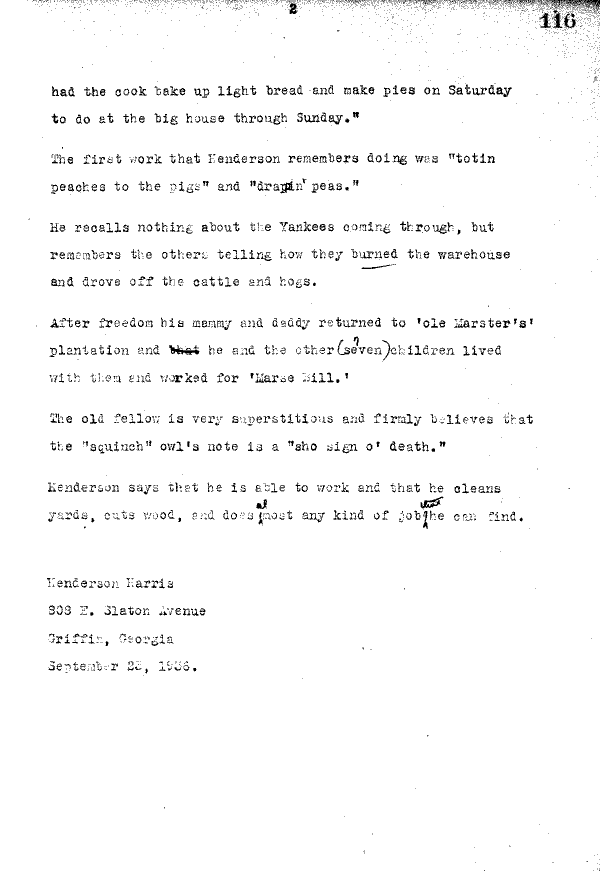 2
116
had the cook bake up light bread and make pies on Saturday
to do at the big house through Sunday."
The first work that Henderson remembers doing was "totin
peaches to the pigs" and "drappin' peas."
He recalls nothing about the Yankees coming through, but
remembers the others telling how they burned the warehouse
and drove off the cattle and hogs.
After freedom his mammy and daddy returned to 'ole Marster's'
plantation and that he and the other (seven) children lived
with them and worked for 'Marse Bill.'
The old fellow is very superstitious and firmly believes that
the "squinch" owl's note is a "sho sign o' death."
Henderson says that he is able to work and that he cleans
yards, cuts wood, and does almost any kind of job that he can find.
Henderson Harris
808 E. Slaton Avenue
Griffin, Georgia
September 1936.